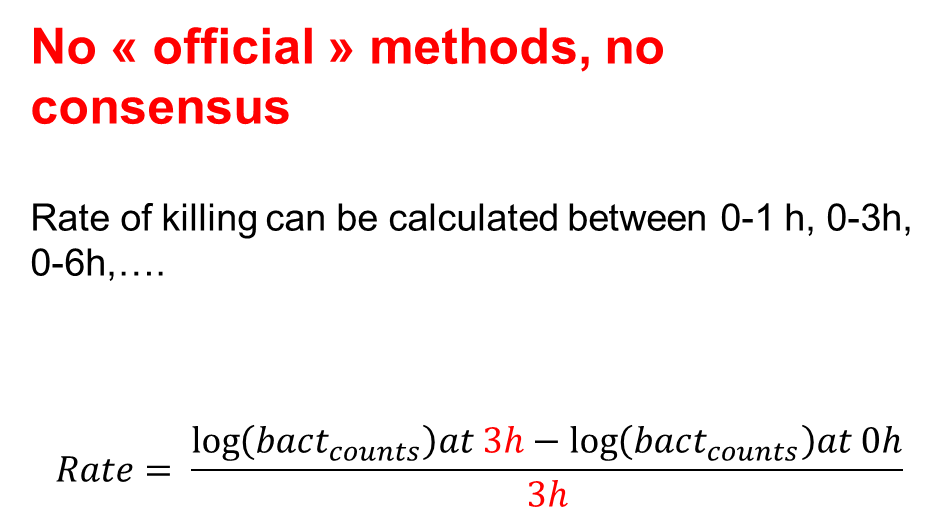 No « official » methods, no
consensus
Rate of killing can be calculated between 0-1 h, 0-3h,
0-6h,….
Rate = (log(bact_counts)at 3h − log(bact_counts)at 0h) / 3h